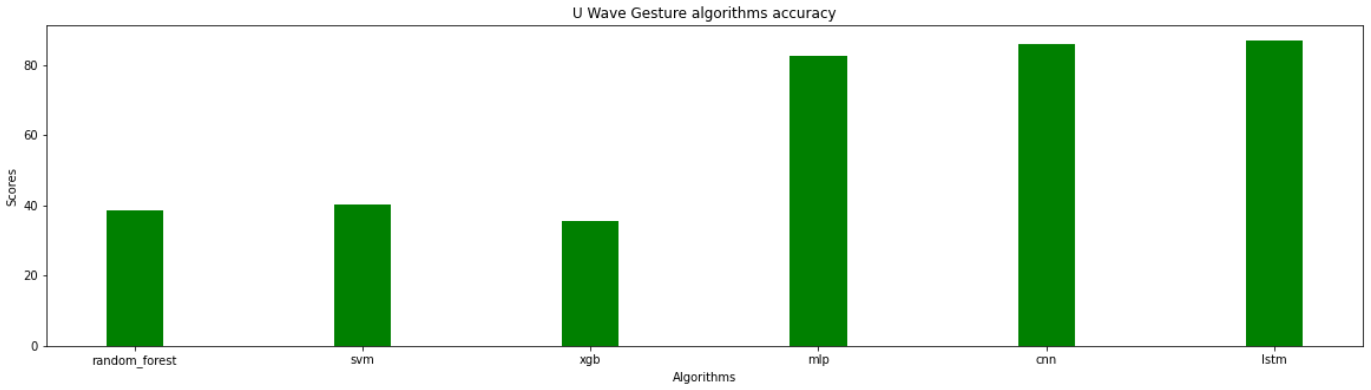 U Wave Gesture algorithms accuracy
Scores
80
60
40
20
0
random_forest svm xgb mlp cnn lstm
Algorithms